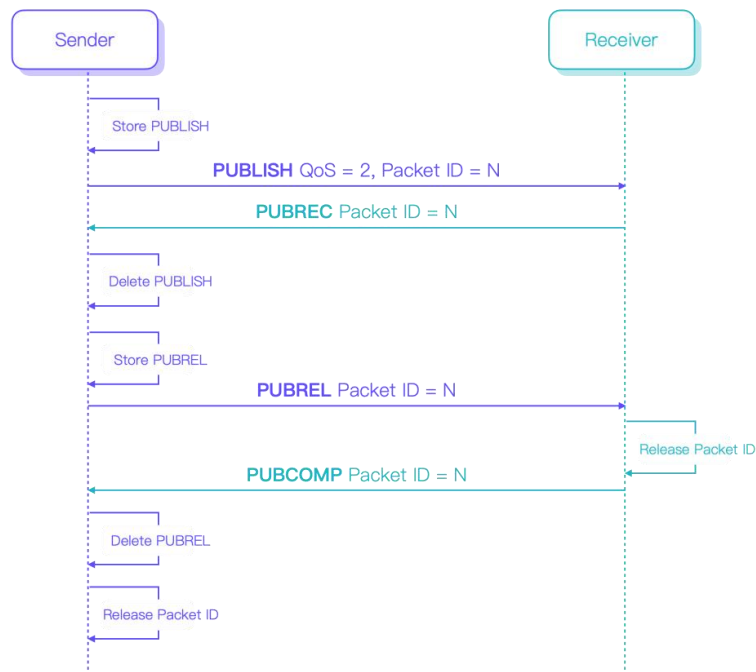 Sender
Receiver
Store PUBLISH
PUBLISH QoS = 2, Packet ID = N
PUBREC Packet ID = N
Delete PUBLISH
Store PUBREL
PUBREL Packet ID = N
Release Packet ID
PUBCOMP Packet ID = N
Delete PUBREL
Release Packet ID